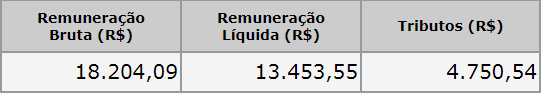 Remuneração
Bruta (R$)
Remuneração
Líquida (R$)
Tributos (R$)
18.204,09
13.453,55
4.750,54